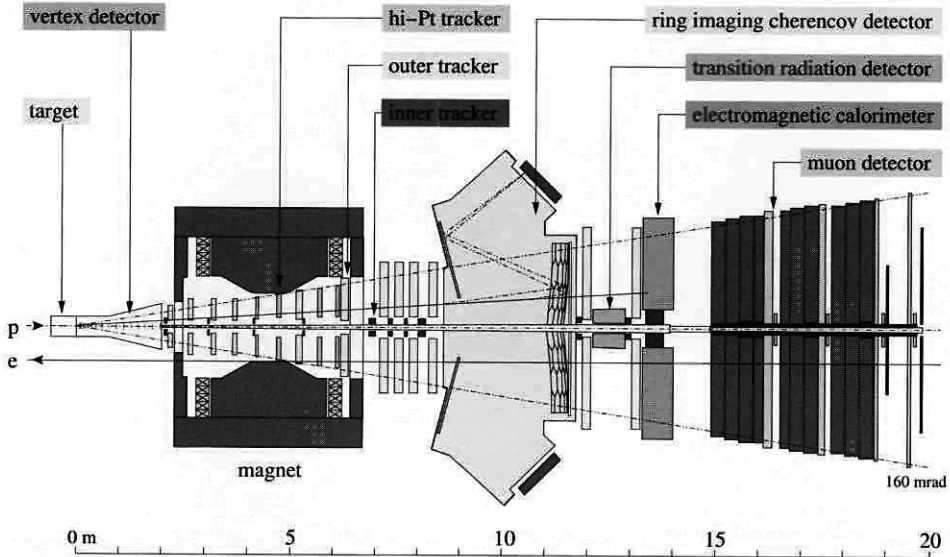 vertex detector
hi-Pt tracker
ring imaging cherencov detector
outer tracker
transition radiation detector
target
inner tracker
electromagnetic calorimeter
muon detector
p
e
magnet
160 mrad
0 m
5
10
15
20